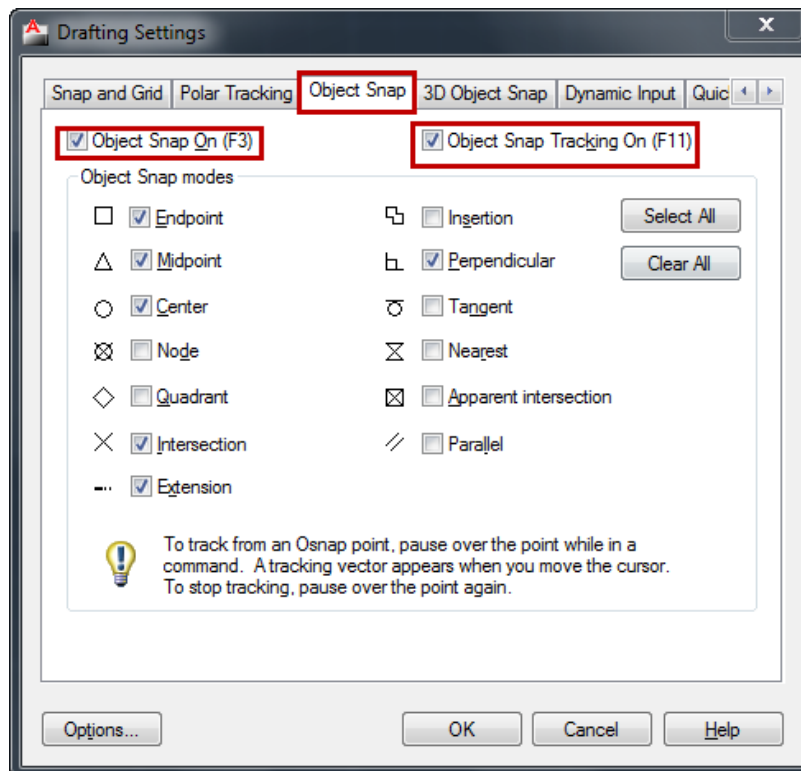 Drafting Settings
Snap and Grid
Polar Tracking
Object Snap
3D Object Snap
Dynamic Input
Quic
Object Snap On (F3)
Object Snap Tracking On (F11)
Object Snap modes
Endpoint
Insertion
Select All
Midpoint
Perpendicular
Clear All
Center
Tangent
Node
Nearest
Quadrant
Apparent intersection
Intersection
Parallel
Extension
To track from an Osnap point, pause over the point while in a
command. A tracking vector appears when you move the cursor.
To stop tracking, pause over the point again.
Options...
OK
Cancel
Help